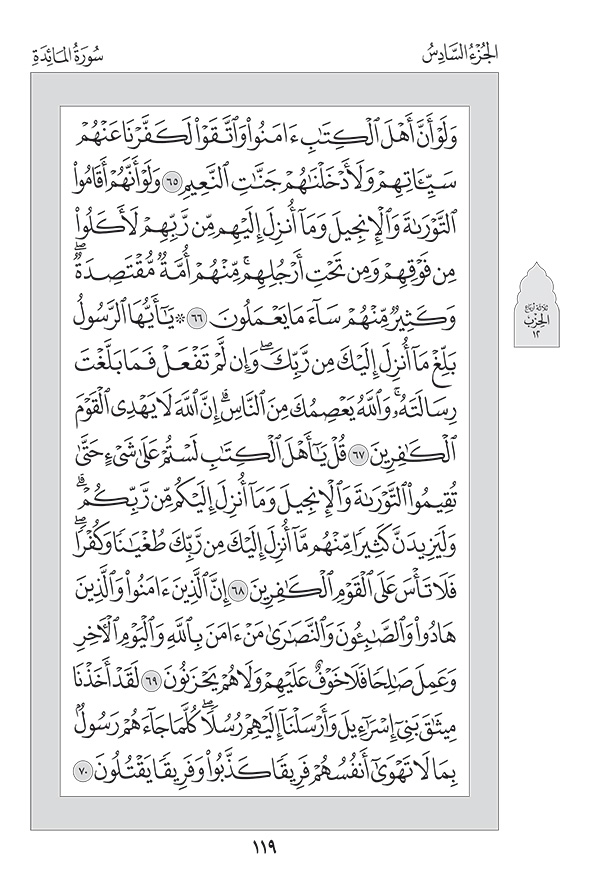 الجُزْءُ السَّادِسُ
سُورَةُ المَائِدَةِ
وَلَوْ أَنَّ أَهْلَ ٱلْكِتَٰبِ ءَامَنُوا۟ وَٱتَّقَوْا۟ لَكَفَّرْنَا عَنْهُمْ
سَيِّـَٔاتِهِمْ وَلَأَدْخَلْنَٰهُمْ جَنَّٰتِ ٱلنَّعِيمِ ٦٥ وَلَوْ أَنَّهُمْ أَقَامُوا۟
ٱلتَّوْرَىٰةَ وَٱلْإِنجِيلَ وَمَآ أُنزِلَ إِلَيْهِم مِّن رَّبِّهِمْ لَأَكَلُوا۟
مِن فَوْقِهِمْ وَمِن تَحْتِ أَرْجُلِهِم ۚ مِّنْهُمْ أُمَّةٌ مُّقْتَصِدَةٌ ۖ
وَكَثِيرٌ مِّنْهُمْ سَآءَ مَا يَعْمَلُونَ ٦٦ ۞ يَٰٓأَيُّهَا ٱلرَّسُولُ
بَلِّغْ مَآ أُنزِلَ إِلَيْكَ مِن رَّبِّكَ ۖ وَإِن لَّمْ تَفْعَلْ فَمَا بَلَّغْتَ
رِسَالَتَهُۥ ۚ وَٱللَّهُ يَعْصِمُكَ مِنَ ٱلنَّاسِ ۗ إِنَّ ٱللَّهَ لَا يَهْدِى ٱلْقَوْمَ
ٱلْكَٰفِرِينَ ٦٧ قُلْ يَٰٓأَهْلَ ٱلْكِتَٰبِ لَسْتُمْ عَلَىٰ شَىْءٍ حَتَّىٰ
تُقِيمُوا۟ ٱلتَّوْرَىٰةَ وَٱلْإِنجِيلَ وَمَآ أُنزِلَ إِلَيْكُم مِّن رَّبِّكُمْ ۗ
وَلَيَزِيدَنَّ كَثِيرًا مِّنْهُم مَّآ أُنزِلَ إِلَيْكَ مِن رَّبِّكَ طُغْيَٰنًا وَكُفْرًا ۖ
فَلَا تَأْسَ عَلَى ٱلْقَوْمِ ٱلْكَٰفِرِينَ ٦٨ إِنَّ ٱلَّذِينَ ءَامَنُوا۟ وَٱلَّذِينَ
هَادُوا۟ وَٱلصَّٰبِـُٔونَ وَٱلنَّصَٰرَىٰ مَنْ ءَامَنَ بِٱللَّهِ وَٱلْيَوْمِ ٱلْءَاخِرِ
وَعَمِلَ صَٰلِحًا فَلَا خَوْفٌ عَلَيْهِمْ وَلَا هُمْ يَحْزَنُونَ ٦٩ لَقَدْ أَخَذْنَا
مِيثَٰقَ بَنِىٓ إِسْرَٰٓءِيلَ وَأَرْسَلْنَآ إِلَيْهِمْ رُسُلًا ۖ كُلَّمَا جَآءَهُمْ رَسُولٌۢ
بِمَا لَا تَهْوَىٰٓ أَنفُسُهُمْ فَرِيقًا كَذَّبُوا۟ وَفَرِيقًا يَقْتُلُونَ ٧٠
ثلاثة أرباع
الحزب
١٢
١١٩